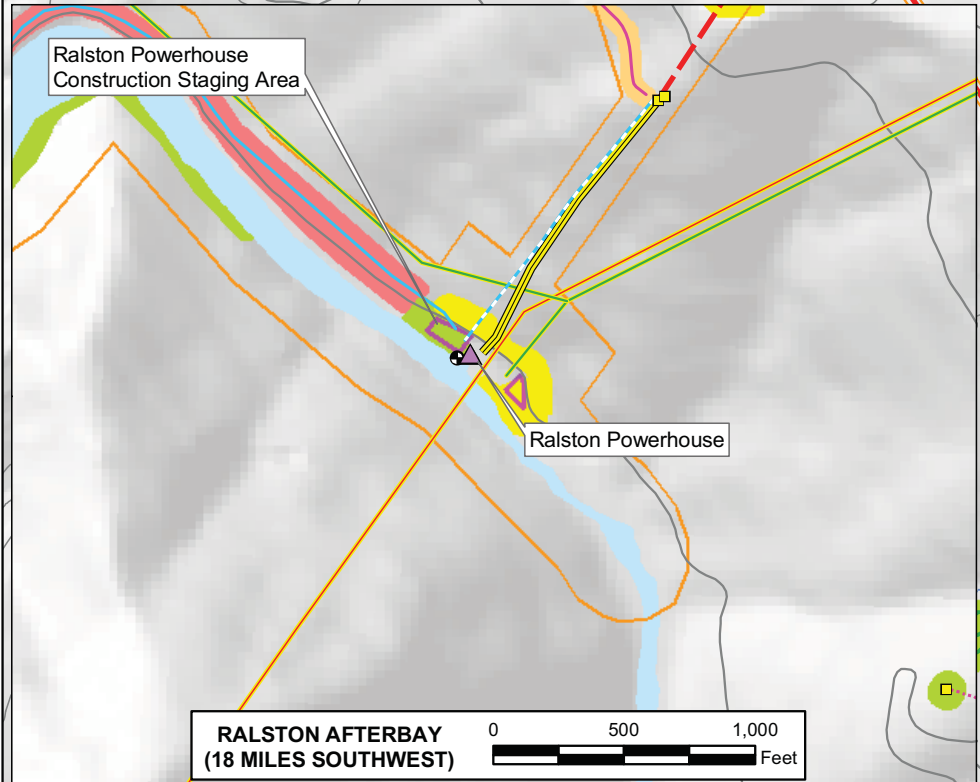 Ralston Powerhouse
Construction Staging Area
Ralston Powerhouse
RALSTON AFTERBAY
(18 MILES SOUTHWEST)
0 500 1,000
Feet